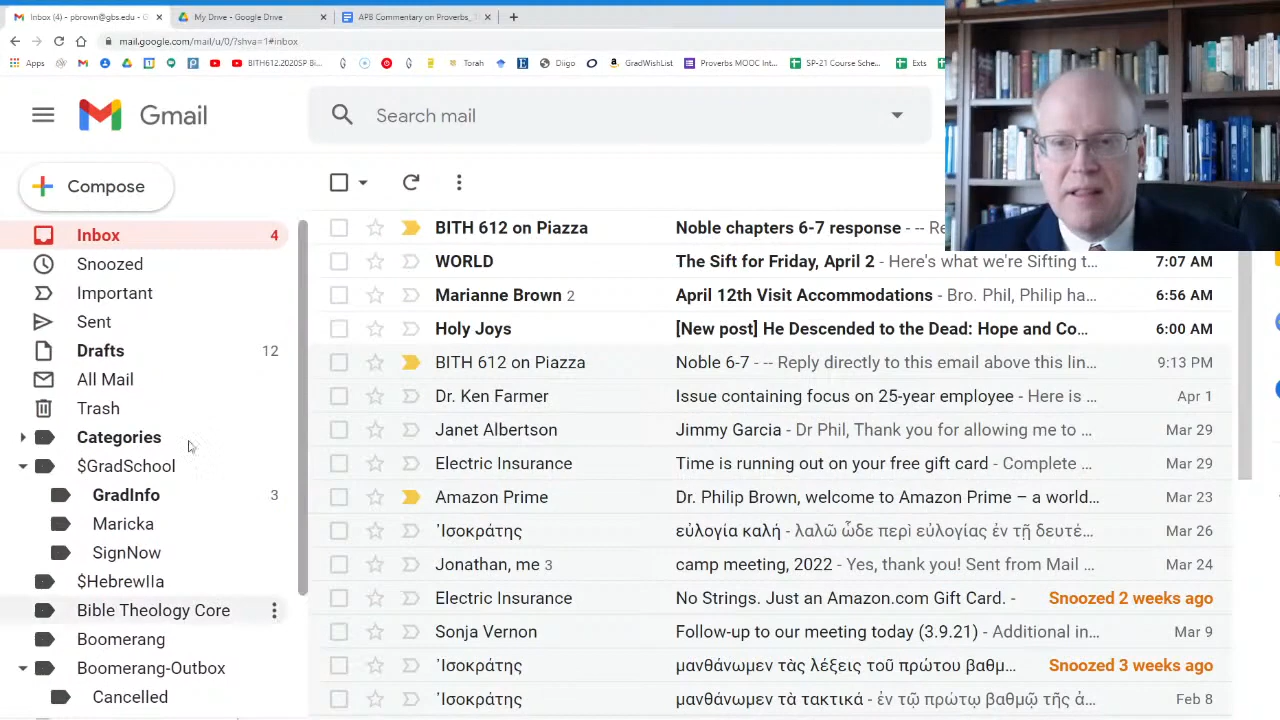 Inbox (4) - pbrown@gbs.edu - G
My Drive - Google Drive
APB Commentary on Proverbs_
mail.google.com/mail/u/0/?shva=1#inbox
Apps
BITH612.2020SP Bi...
Torah
Diigo
GradWishList
Proverbs MOOC Int...
SP-21 Course Sche...
Exts
Gmail
Search mail
Compose
Inbox 4
Snoozed
Important
Sent
Drafts 12
All Mail
Trash
Categories
$GradSchool
GradInfo 3
Maricka
SignNow
$HebrewIIa
Bible Theology Core
Boomerang
Boomerang-Outbox
Cancelled
BITH 612 on Piazza Noble chapters 6-7 response - -- Re
WORLD The Sift for Friday, April 2 - Here's what we're Sifting t... 7:07 AM
Marianne Brown 2 April 12th Visit Accommodations - Bro. Phil, Philip ha... 6:56 AM
Holy Joys [New post] He Descended to the Dead: Hope and Co... 6:00 AM
BITH 612 on Piazza Noble 6-7 - -- Reply directly to this email above this lin... 9:13 PM
Dr. Ken Farmer Issue containing focus on 25-year employee - Here is ... Apr 1
Janet Albertson Jimmy Garcia - Dr Phil, Thank you for allowing me to ... Mar 29
Electric Insurance Time is running out on your free gift card - Complete ... Mar 29
Amazon Prime Dr. Philip Brown, welcome to Amazon Prime – a world... Mar 23
Ἰσοκράτης εὐλογία καλή - λαλῶ ὧδε περὶ εὐλογίας ἐν τῇ δευτέ... Mar 26
Jonathan, me 3 camp meeting, 2022 - Yes, thank you! Sent from Mail ... Mar 24
Electric Insurance No Strings. Just an Amazon.com Gift Card. - Snoozed 2 weeks ago
Sonja Vernon Follow-up to our meeting today (3.9.21) - Additional in... Mar 9
Ἰσοκράτης μανθάνωμεν τὰς λέξεις τοῦ πρώτου βαθμ... Snoozed 3 weeks ago
Ἰσοκράτης μανθάνωμεν τὰ τακτικά - ἐν τῷ πρώτῳ βαθμῷ τῆς ἁ... Feb 8